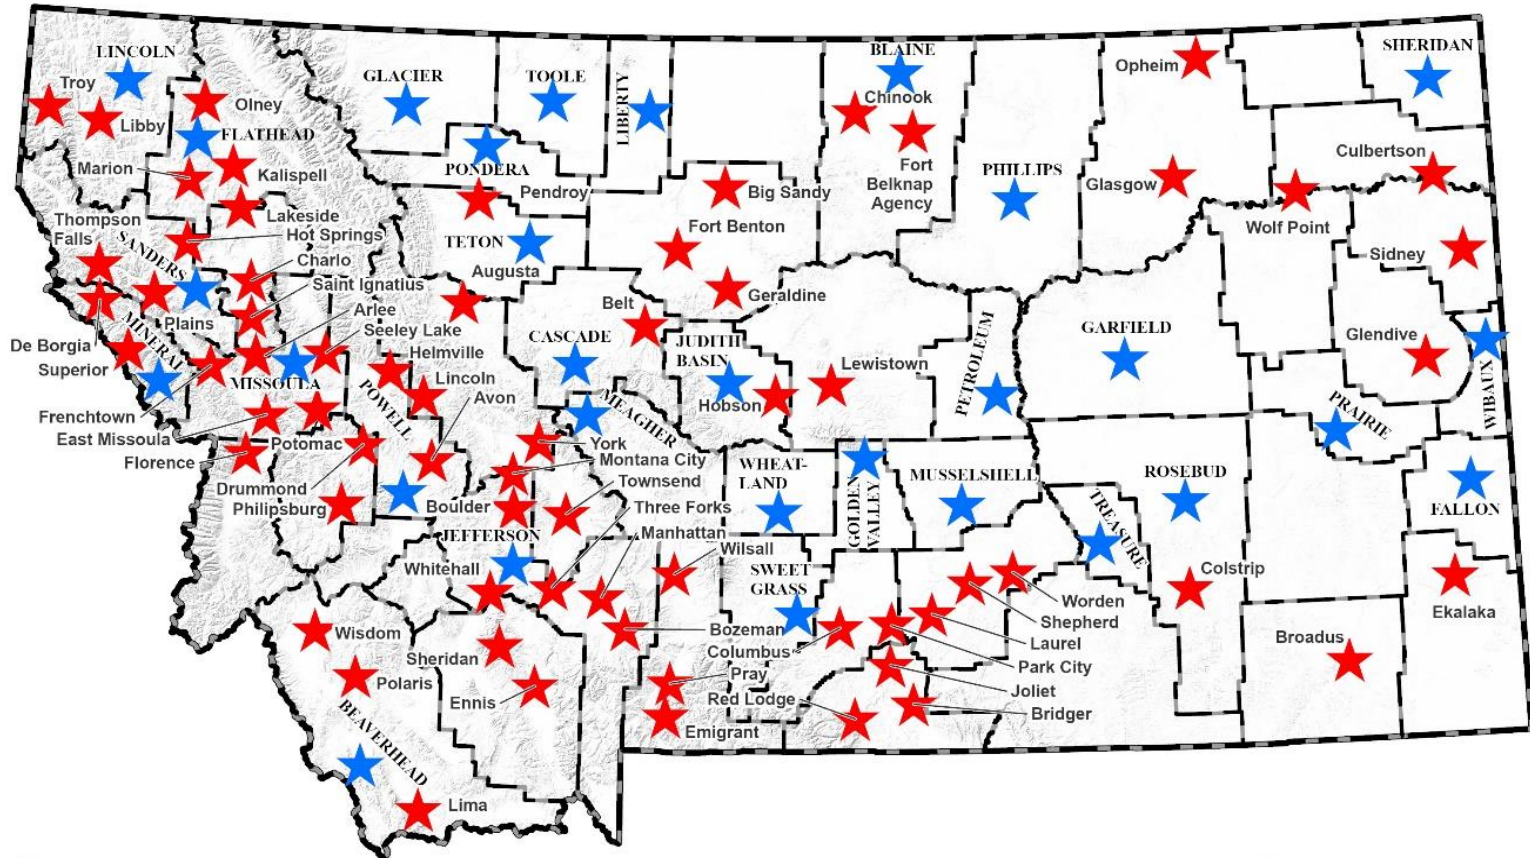 LINCOLN
Troy
Libby
Olney
FLATHEAD
Marion
Kalispell
Lakeside
Hot Springs
Thompson
Falls
SANDERS
Charlo
Saint Ignatius
Plains
Arlee
Seeley Lake
MINERAL
De Borgia
Superior
MISSOULA
Frenchtown
East Missoula
Florence
Potomac
Drummond
Philipsburg
POWELL
Helmville
Lincoln
Avon
GLACIER
TOOLE
LIBERTY
PONDERA
Pendroy
TETON
Augusta
BLAINE
Chinook
Fort
Belknap
Agency
PHILLIPS
Big Sandy
Fort Benton
Geraldine
Belt
CASCADE
JUDITH
BASIN
Hobson
Lewistown
PETROLEUM
MEAGHER
York
Montana City
Townsend
Boulder
Three Forks
Manhattan
JEFFERSON
Whitehall
Wilsall
Bozeman
Wisdom
Polaris
Sheridan
Ennis
BEAVERHEAD
Lima
Pray
Emigrant
WHEAT-
LAND
GOLDEN
VALLEY
MUSSELSHELL
SWEET
GRASS
Columbus
Red Lodge
Worden
Shepherd
Laurel
Park City
Joliet
Bridger
TREASURE
ROSEBUD
Colstrip
GARFIELD
Opheim
Glasgow
Wolf Point
SHERIDAN
Culbertson
Sidney
Glendive
WIBAUX
PRAIRIE
FALLON
Ekalaka
Broadus